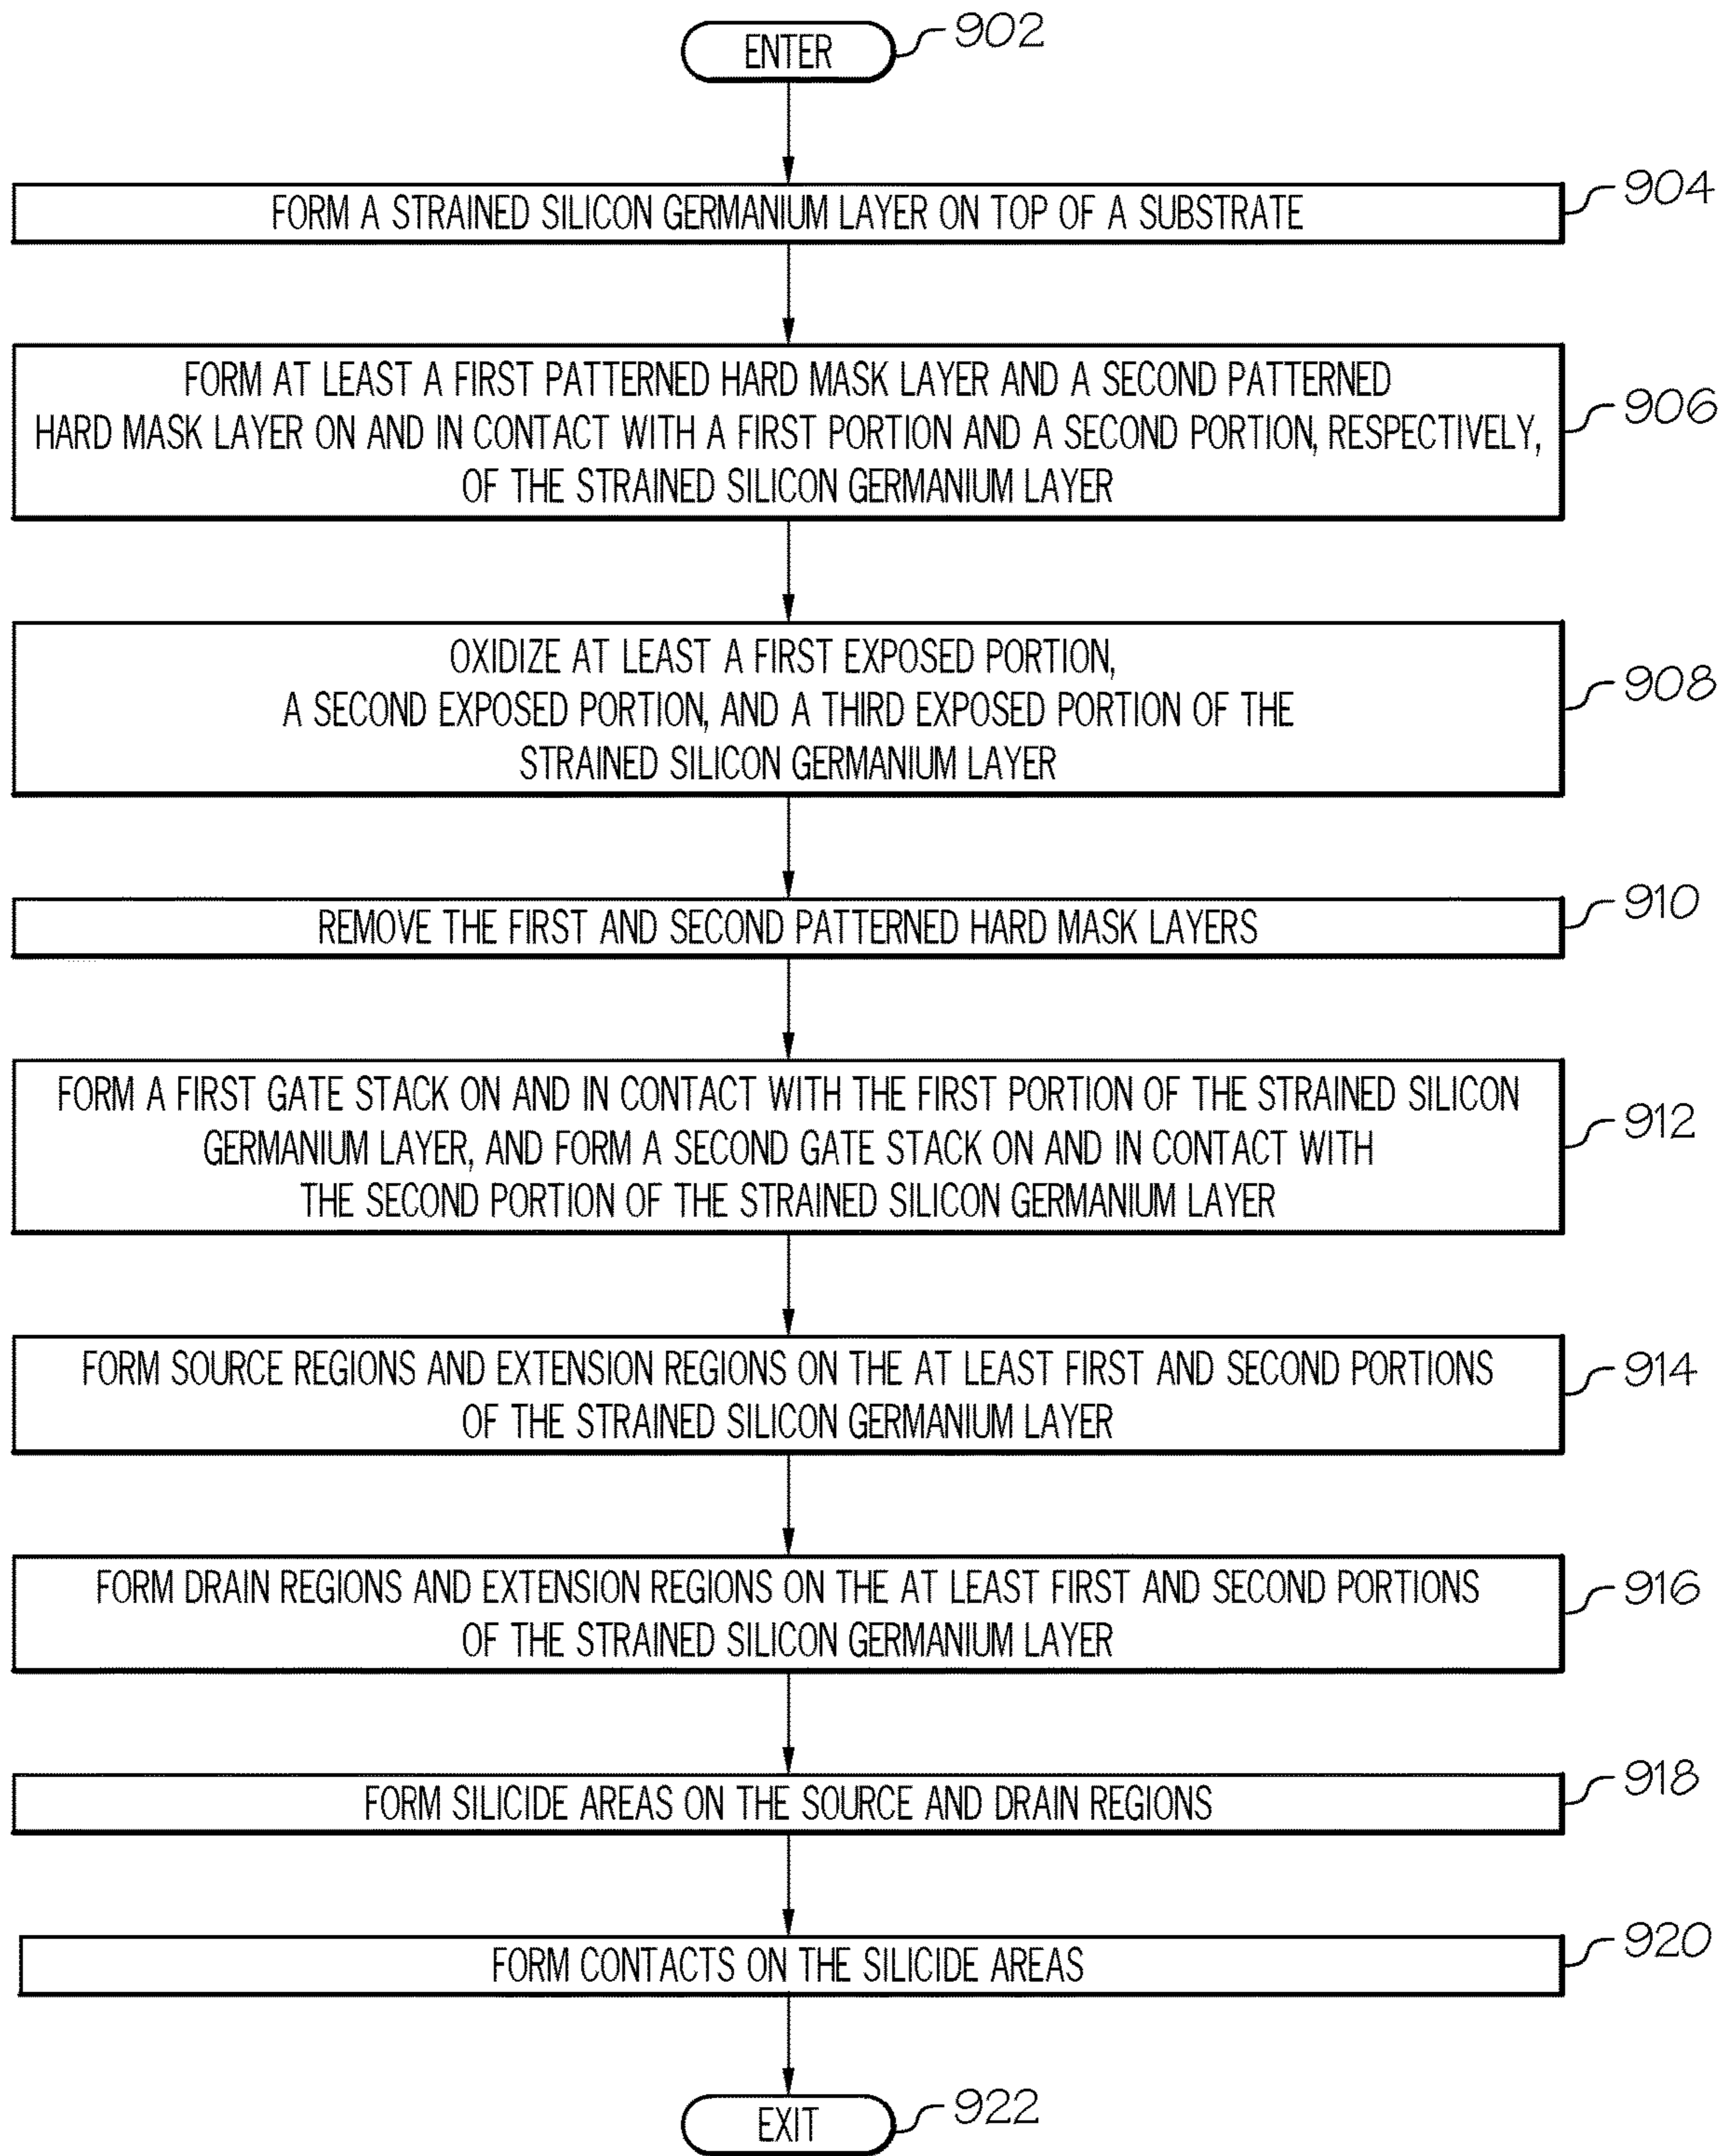 ENTER
902
FORM A STRAINED SILICON GERMANIUM LAYER ON TOP OF A SUBSTRATE
904
FORM AT LEAST A FIRST PATTERNED HARD MASK LAYER AND A SECOND PATTERNED
HARD MASK LAYER ON AND IN CONTACT WITH A FIRST PORTION AND A SECOND PORTION, RESPECTIVELY,
OF THE STRAINED SILICON GERMANIUM LAYER
906
OXIDIZE AT LEAST A FIRST EXPOSED PORTION,
A SECOND EXPOSED PORTION, AND A THIRD EXPOSED PORTION OF THE
STRAINED SILICON GERMANIUM LAYER
908
REMOVE THE FIRST AND SECOND PATTERNED HARD MASK LAYERS
910
FORM A FIRST GATE STACK ON AND IN CONTACT WITH THE FIRST PORTION OF THE STRAINED SILICON
GERMANIUM LAYER, AND FORM A SECOND GATE STACK ON AND IN CONTACT WITH
THE SECOND PORTION OF THE STRAINED SILICON GERMANIUM LAYER
912
FORM SOURCE REGIONS AND EXTENSION REGIONS ON THE AT LEAST FIRST AND SECOND PORTIONS
OF THE STRAINED SILICON GERMANIUM LAYER
914
FORM DRAIN REGIONS AND EXTENSION REGIONS ON THE AT LEAST FIRST AND SECOND PORTIONS
OF THE STRAINED SILICON GERMANIUM LAYER
916
FORM SILICIDE AREAS ON THE SOURCE AND DRAIN REGIONS
918
FORM CONTACTS ON THE SILICIDE AREAS
920
EXIT
922